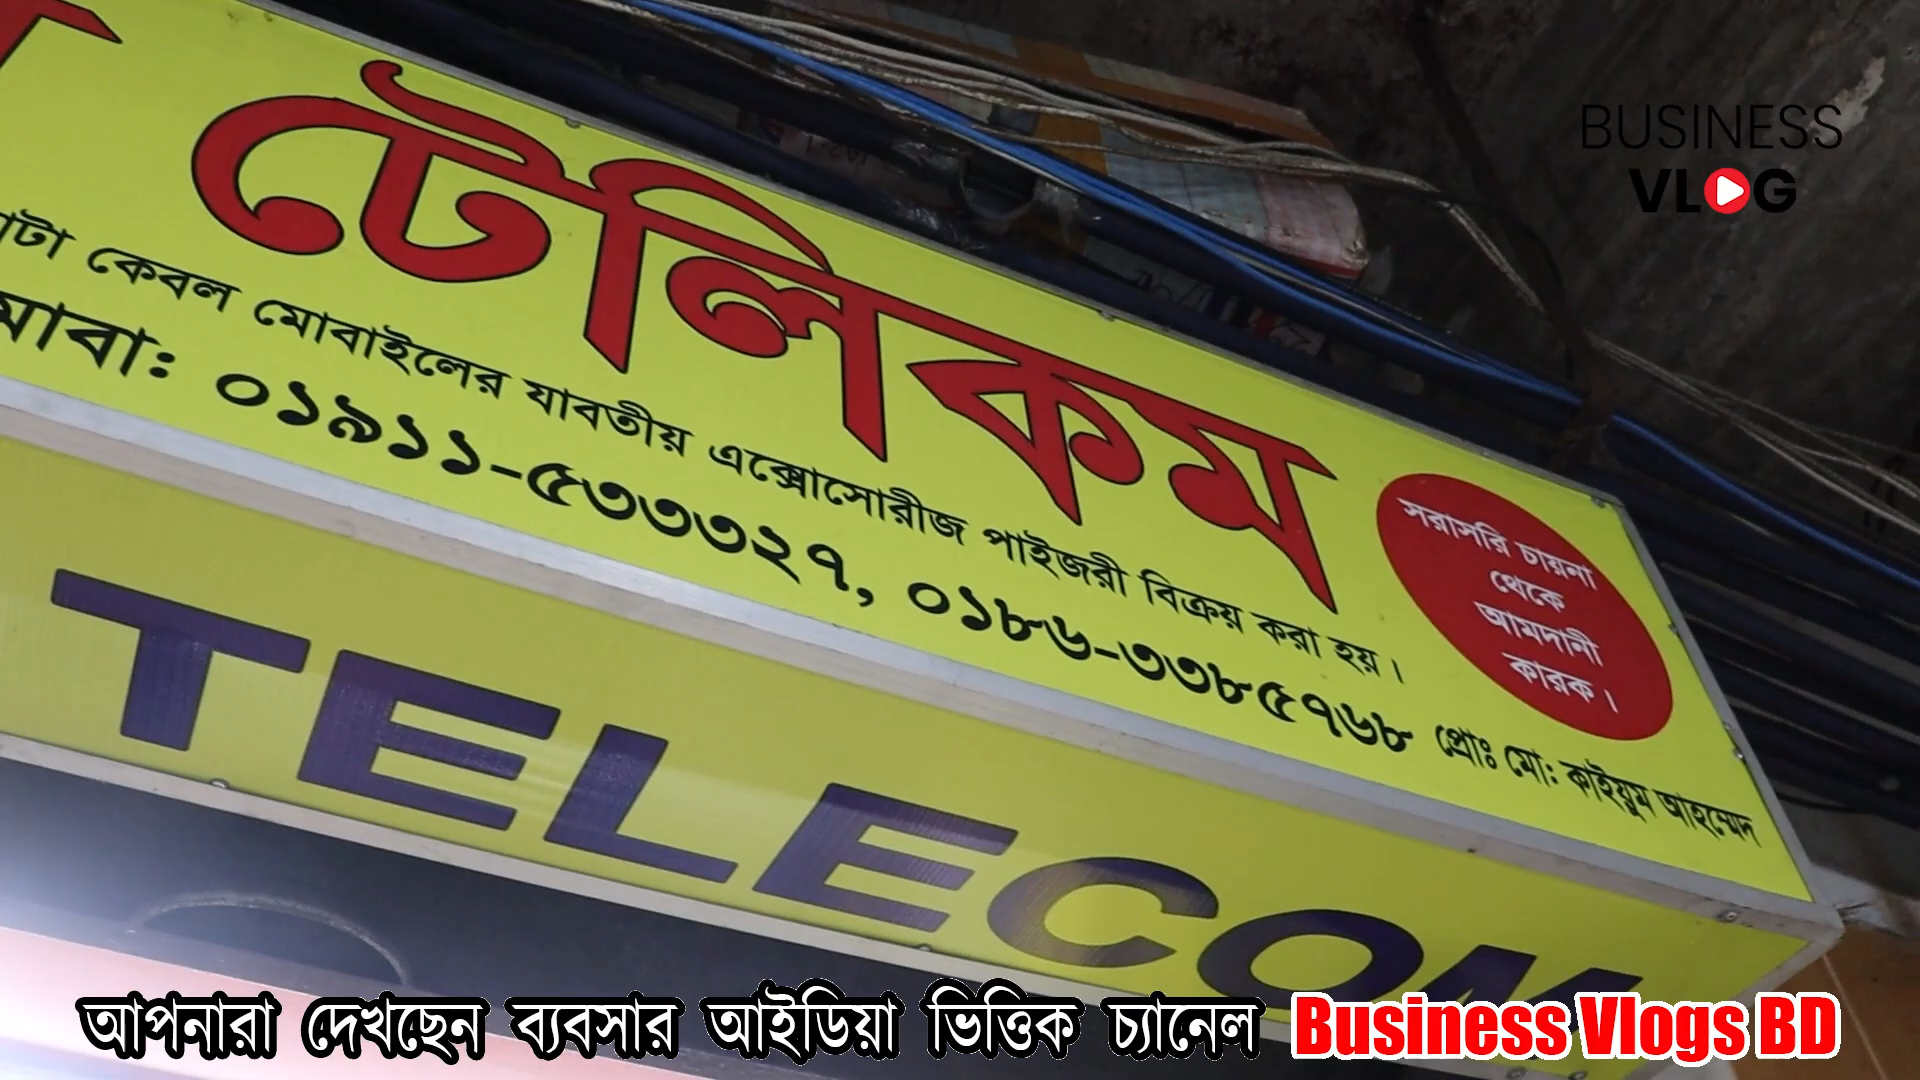 BUSINESS
VLOG
টেলিকম
কেবল মোবাইলের যাবতীয় এক্সোসোরীজ পাইজরী বিক্রয় করা হয়।
০১৯১১-৫৩৩৩২৭, ০১৮৬-৩৩৮৫৭৬৮
প্রোঃ মো: কাইয়ুম আহম্মেদ
সরাসরি চায়না
থেকে
আমদানী
কারক।
TELECOM
আপনারা দেখছেন ব্যবসার আইডিয়া ভিত্তিক চ্যানেল Business Vlogs BD